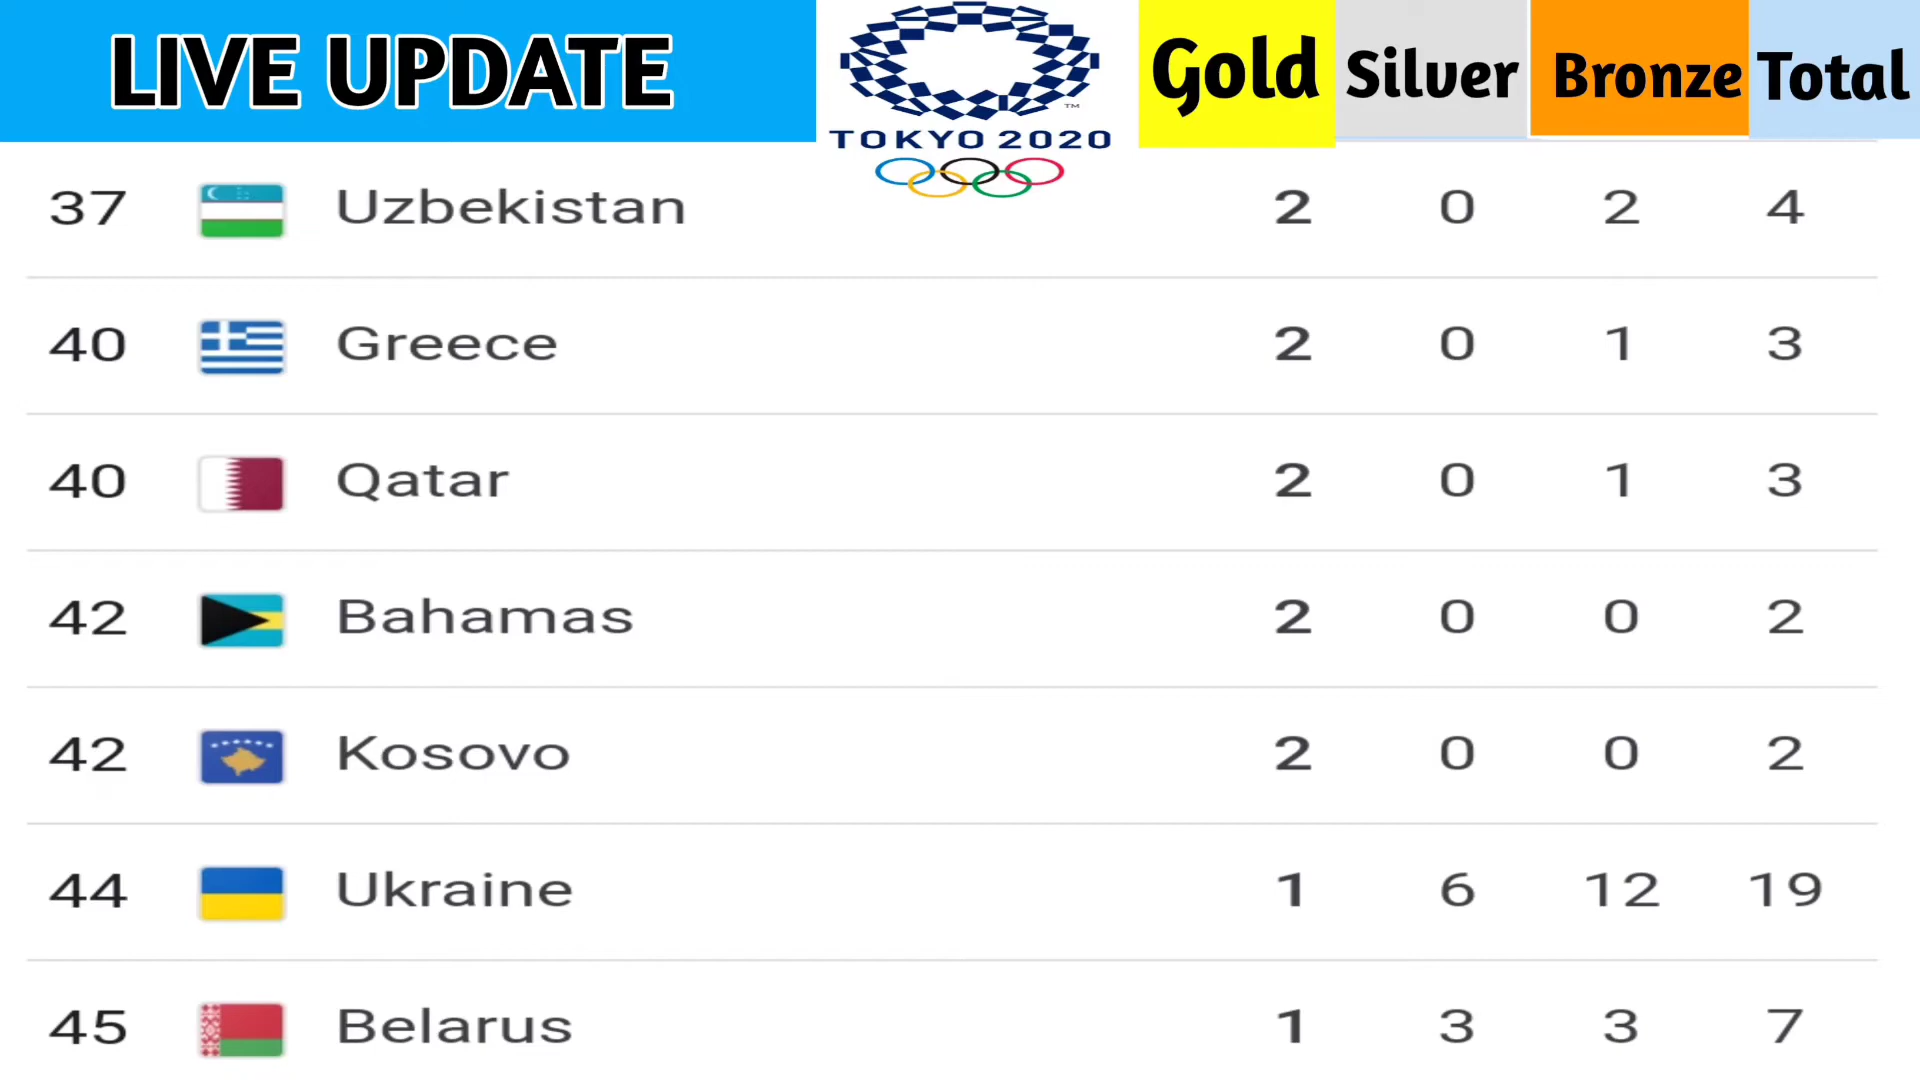 LIVE UPDATE
TM
TOKYO 2020
Gold Silver Bronze Total
37 Uzbekistan 2 0 2 4
40 Greece 2 0 1 3
40 Qatar 2 0 1 3
42 Bahamas 2 0 0 2
42 Kosovo 2 0 0 2
44 Ukraine 1 6 12 19
45 Belarus 1 3 3 7